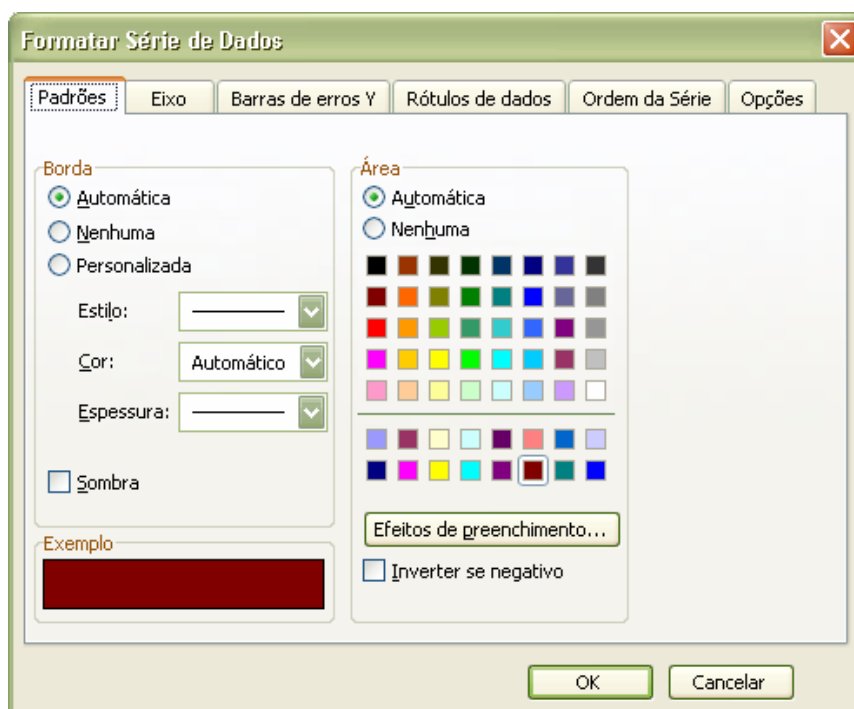 Formatar Série de Dados
Padrões Eixo Barras de erros Y Rótulos de dados Ordem da Série Opções
Borda
Automática
Nenhuma
Personalizada
Estilo:
Cor: Automático
Espessura:
Sombra
Exemplo
Área
Automática
Nenhuma
Efeitos de preenchimento...
Inverter se negativo
OK Cancelar